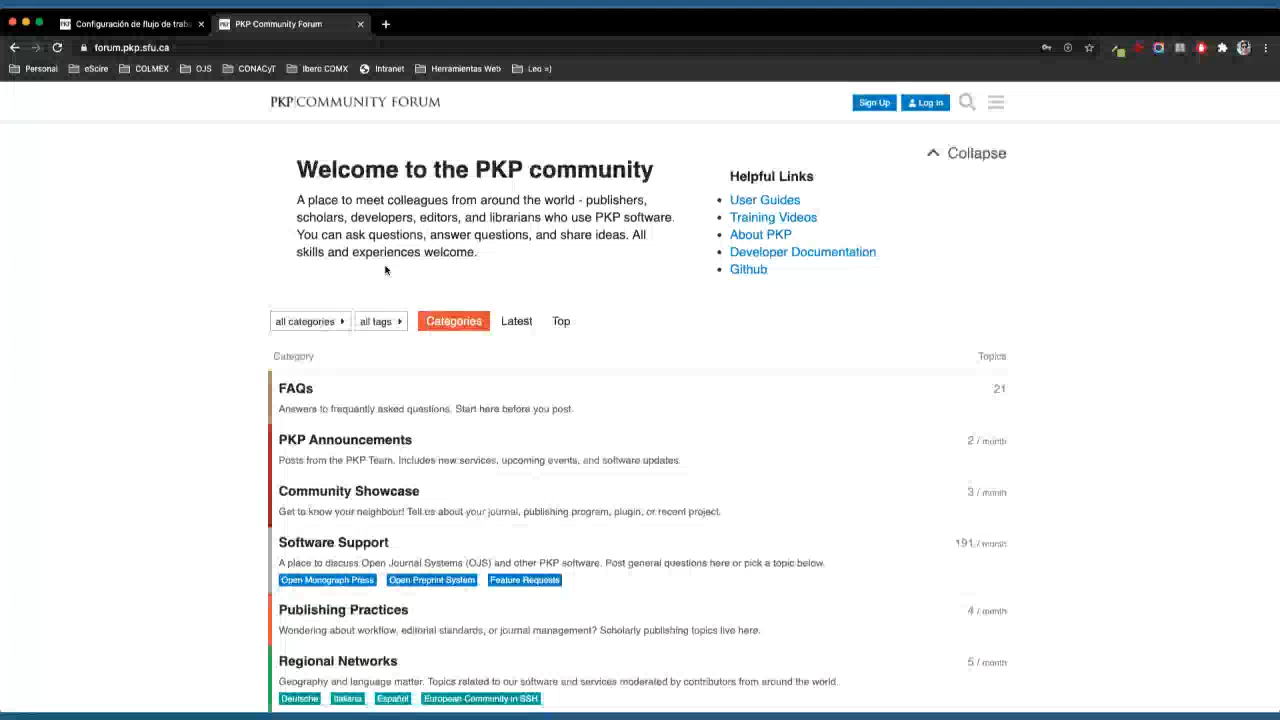 Configuración de flujo de trab
PKP Community Forum
forum.pkp.sfu.ca
Personal
eScire
COLMEX
OJS
CONACyT
Ibero CDMX
Intranet
Herramientas Web
Leo =)
PKP|COMMUNITY FORUM
Sign Up
Log In
Collapse
Welcome to the PKP community
A place to meet colleagues from around the world - publishers,
scholars, developers, editors, and librarians who use PKP software.
You can ask questions, answer questions, and share ideas. All
skills and experiences welcome.
Helpful Links
User Guides
Training Videos
About PKP
Developer Documentation
Github
all categories
all tags
Categories
Latest
Top
Category
Topics
FAQs
21
Answers to frequently asked questions. Start here before you post.
PKP Announcements
2 / month
Posts from the PKP Team. Includes new services, upcoming events, and software updates.
Community Showcase
3 / month
Get to know your neighbour! Tell us about your journal, publishing program, plugin, or recent project.
Software Support
191 / month
A place to discuss Open Journal Systems (OJS) and other PKP software. Post general questions here or pick a topic below.
Open Monograph Press
Open Preprint System
Feature Requests
Publishing Practices
4 / month
Wondering about workflow, editorial standards, or journal management? Scholarly publishing topics live here.
Regional Networks
5 / month
Geography and language matter. Topics related to our software and services moderated by contributors from around the world.
Deutsche
Italiana
Español
European Community in SSH